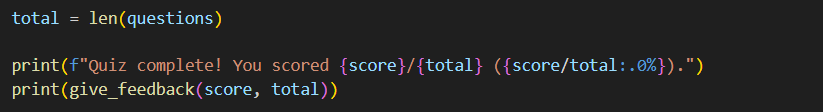 total = len(questions)
print(f"Quiz complete! You scored {score}/{total} ({score/total:.0%}).")
print(give_feedback(score, total))